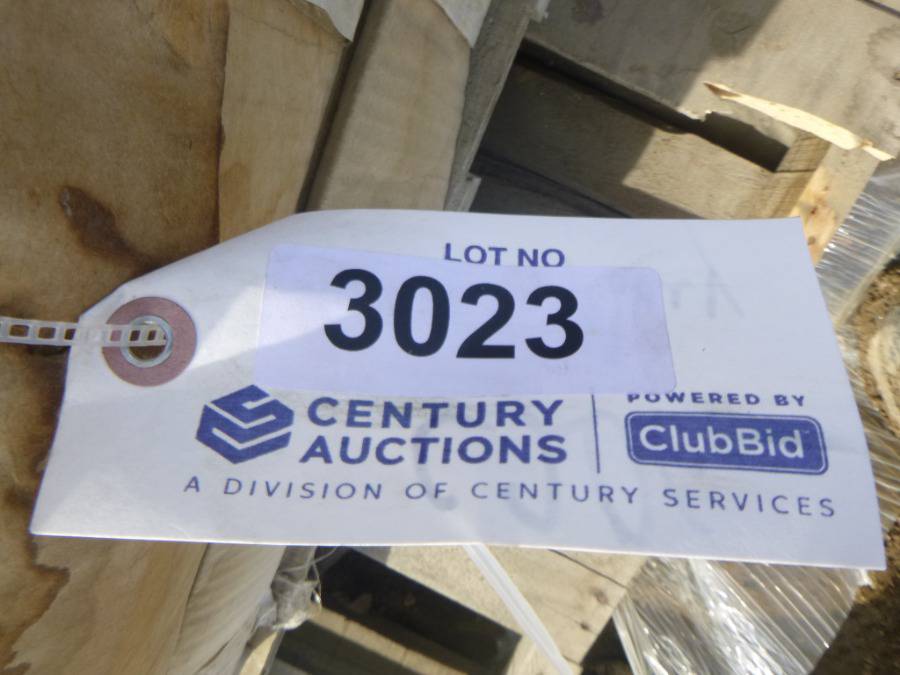 LOT NO
3023
CENTURY AUCTIONS
POWERED BY
ClubBid
A DIVISION OF CENTURY SERVICES